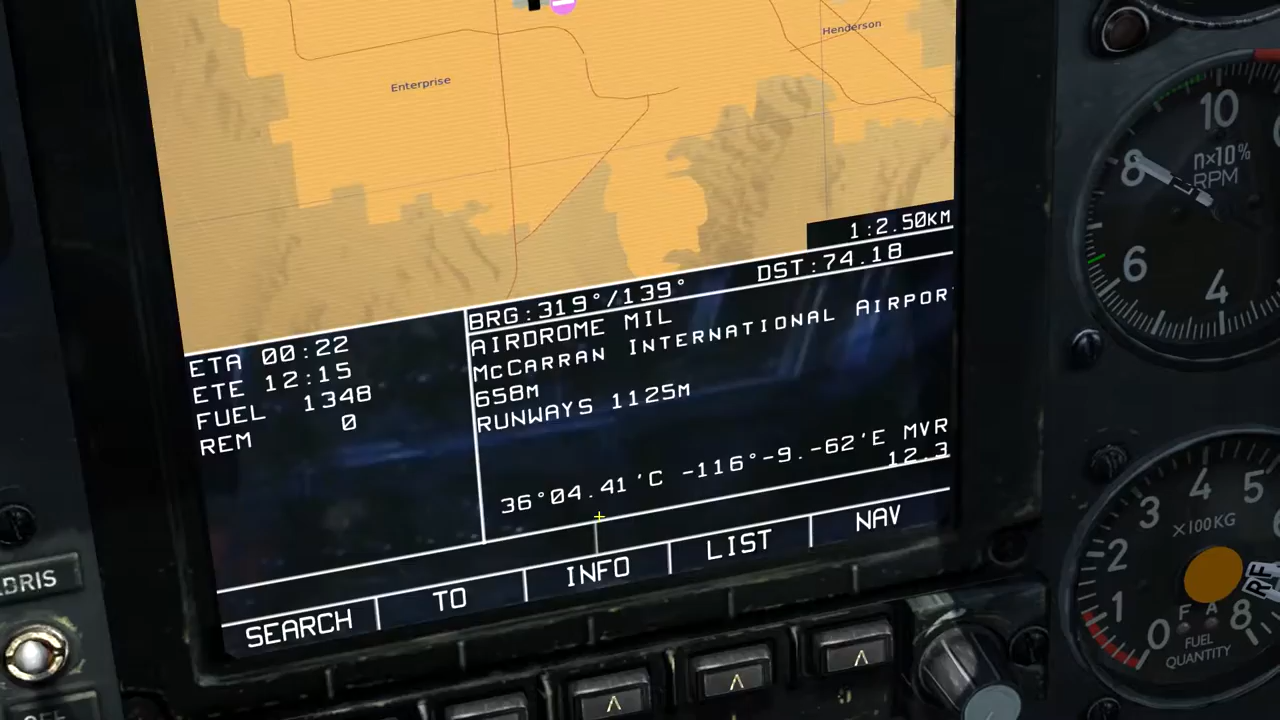 Henderson
Enterprise
1:2.50KM
BRG:319°/139° DST:74.18
AIRDROME MIL
McCARRAN INTERNATIONAL AIRPOR
658M
RUNWAYS 1125M
36°04.41'C -116°-9.-62'E MVR
12.3
ETA 00:22
ETE 12:15
FUEL 1348
REM 0
SEARCH TO INFO LIST NAV
10
8
n×10%
RPM
6
4
3 4 5
×100KG
2
1
0 F A 8
FUEL
QUANTITY